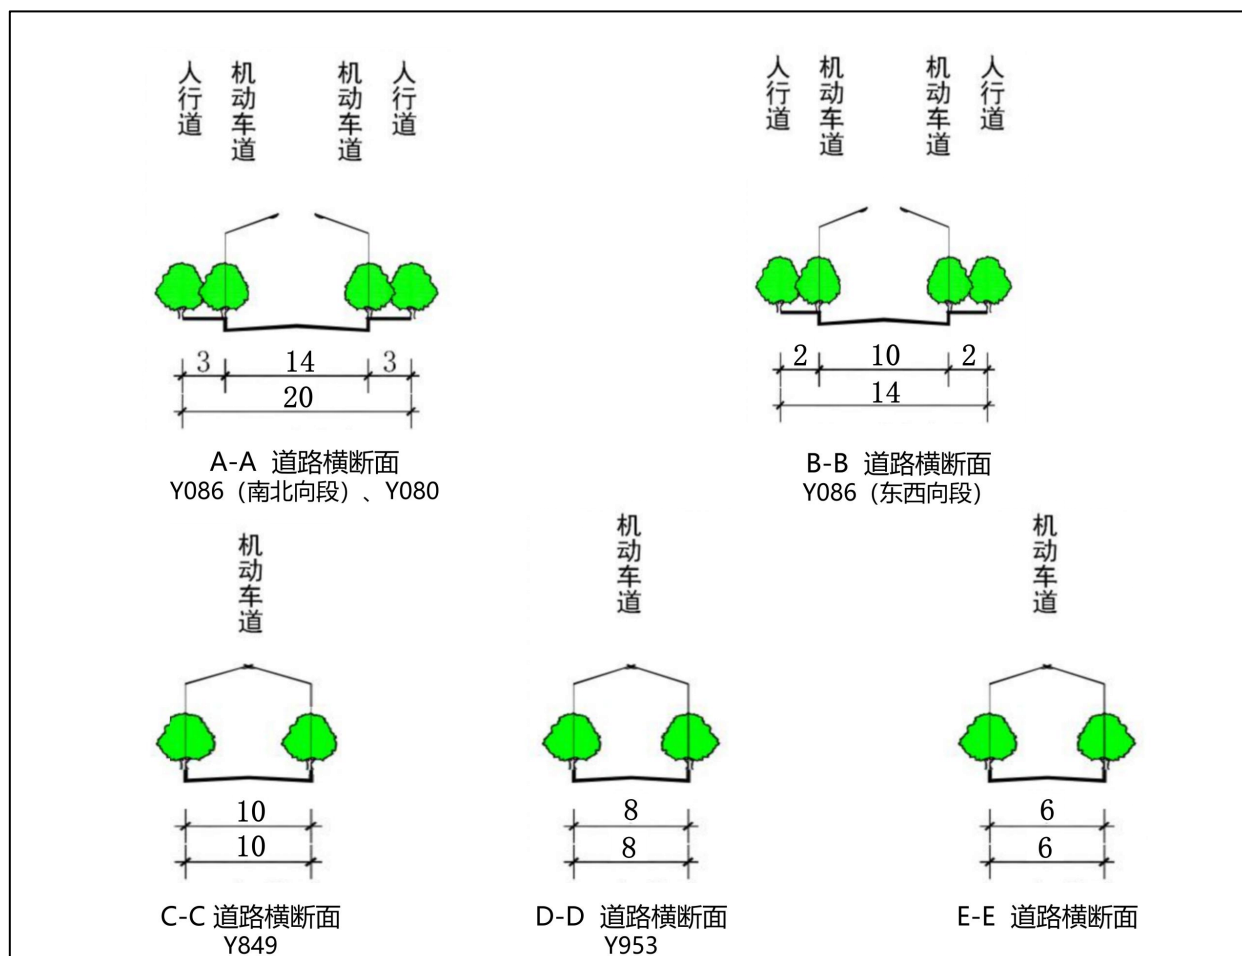 人行道
机动车道
机动车道
人行道
人行道
机动车道
机动车道
人行道
3
14
3
20
2
10
2
14
A-A 道路横断面
Y086（南北向段）、Y080
B-B 道路横断面
Y086（东西向段）
机动车道
机动车道
机动车道
10
10
8
8
6
6
C-C 道路横断面
Y849
D-D 道路横断面
Y953
E-E 道路横断面